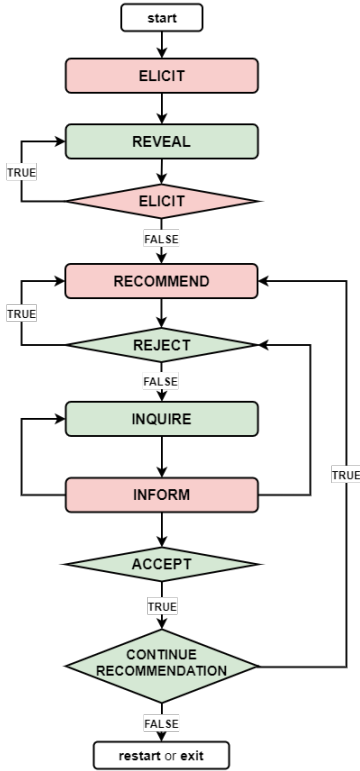 start
ELICIT
REVEAL
TRUE
ELICIT
FALSE
RECOMMEND
TRUE
REJECT
FALSE
INQUIRE
TRUE
INFORM
ACCEPT
TRUE
CONTINUE
RECOMMENDATION
FALSE
restart or exit